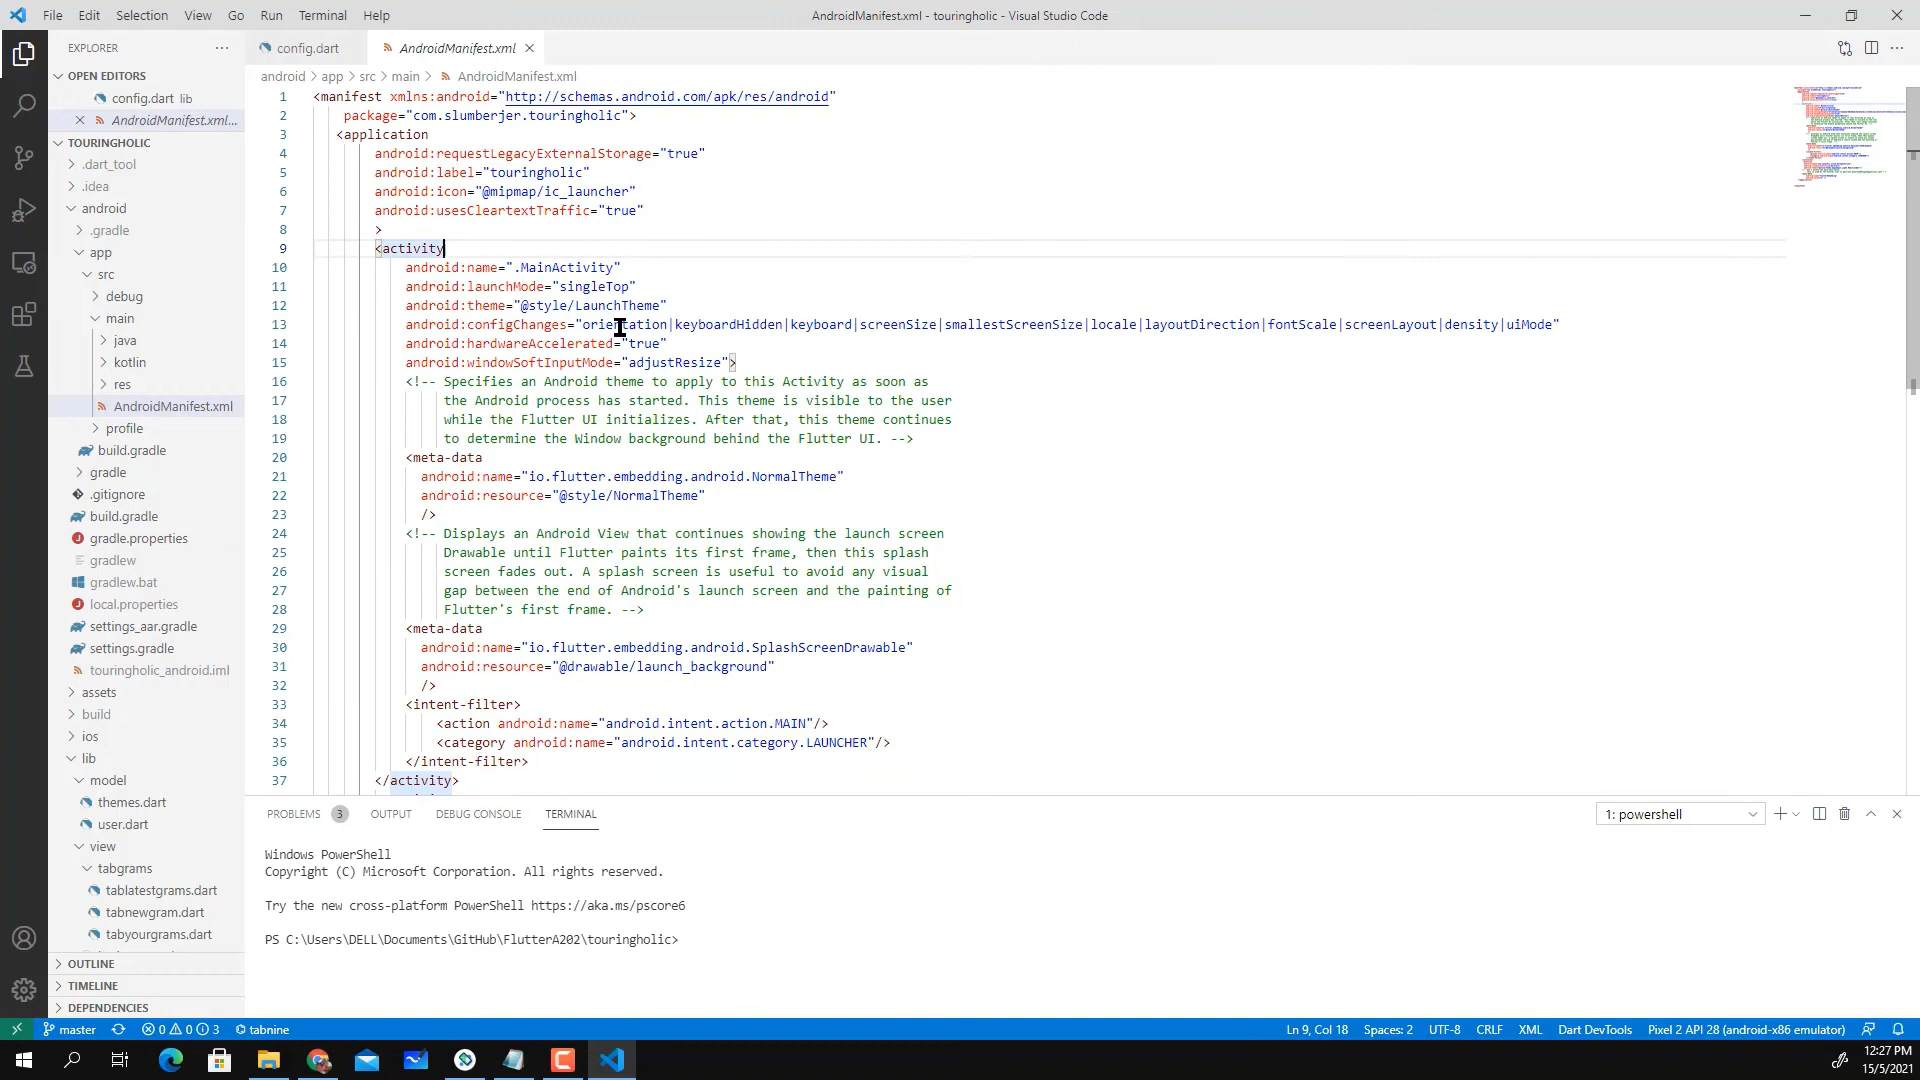 File Edit Selection View Go Run Terminal Help
AndroidManifest.xml - touringholic - Visual Studio Code
EXPLORER
OPEN EDITORS
config.dart lib
AndroidManifest.xml...
TOURINGHOLIC
.dart_tool
.idea
android
.gradle
app
src
debug
main
java
kotlin
res
AndroidManifest.xml
profile
build.gradle
gradle
.gitignore
build.gradle
gradle.properties
gradlew
gradlew.bat
local.properties
settings_aar.gradle
settings.gradle
touringholic_android.iml
assets
build
ios
lib
model
themes.dart
user.dart
view
tabgrams
tablatestgrams.dart
tabnewgram.dart
tabyourgrams.dart
OUTLINE
TIMELINE
DEPENDENCIES
config.dart AndroidManifest.xml
android > app > src > main > AndroidManifest.xml
1 <manifest xmlns:android="http://schemas.android.com/apk/res/android"
2 package="com.slumberjer.touringholic">
3 <application
4 android:requestLegacyExternalStorage="true"
5 android:label="touringholic"
6 android:icon="@mipmap/ic_launcher"
7 android:usesCleartextTraffic="true"
8 >
9 <activity
10 android:name=".MainActivity"
11 android:launchMode="singleTop"
12 android:theme="@style/LaunchTheme"
13 android:configChanges="orientation|keyboardHidden|keyboard|screenSize|smallestScreenSize|locale|layoutDirection|fontScale|screenLayout|density|uiMode"
14 android:hardwareAccelerated="true"
15 android:windowSoftInputMode="adjustResize">
16 <!-- Specifies an Android theme to apply to this Activity as soon as
17 the Android process has started. This theme is visible to the user
18 while the Flutter UI initializes. After that, this theme continues
19 to determine the Window background behind the Flutter UI. -->
20 <meta-data
21 android:name="io.flutter.embedding.android.NormalTheme"
22 android:resource="@style/NormalTheme"
23 />
24 <!-- Displays an Android View that continues showing the launch screen
25 Drawable until Flutter paints its first frame, then this splash
26 screen fades out. A splash screen is useful to avoid any visual
27 gap between the end of Android's launch screen and the painting of
28 Flutter's first frame. -->
29 <meta-data
30 android:name="io.flutter.embedding.android.SplashScreenDrawable"
31 android:resource="@drawable/launch_background"
32 />
33 <intent-filter>
34 <action android:name="android.intent.action.MAIN"/>
35 <category android:name="android.intent.category.LAUNCHER"/>
36 </intent-filter>
37 </activity>
PROBLEMS 3 OUTPUT DEBUG CONSOLE TERMINAL
1: powershell
Windows PowerShell
Copyright (C) Microsoft Corporation. All rights reserved.
Try the new cross-platform PowerShell https://aka.ms/pscore6
PS C:\Users\DELL\Documents\GitHub\FlutterA202\touringholic>
master 0 0 3 tabnine
Ln 9, Col 18 Spaces: 2 UTF-8 CRLF XML Dart DevTools Pixel 2 API 28 (android-x86 emulator)
12:27 PM
15/5/2021